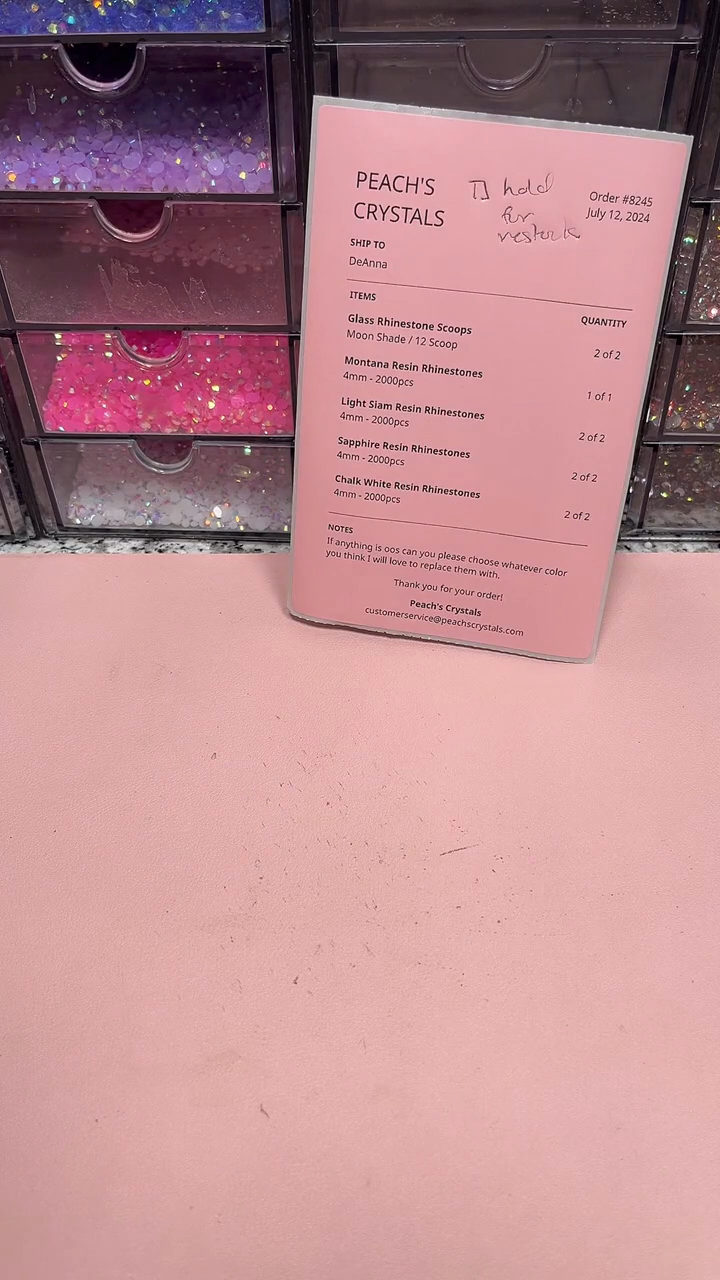 PEACH'S
CRYSTALS
hold
for
restock
Order #8245
July 12, 2024
SHIP TO
DeAnna
ITEMS
QUANTITY
Glass Rhinestone Scoops
Moon Shade / 12 Scoop
2 of 2
Montana Resin Rhinestones
4mm - 2000pcs
1 of 1
Light Siam Resin Rhinestones
4mm - 2000pcs
2 of 2
Sapphire Resin Rhinestones
4mm - 2000pcs
2 of 2
Chalk White Resin Rhinestones
4mm - 2000pcs
2 of 2
NOTES
If anything is oos can you please choose whatever color
you think I will love to replace them with.
Thank you for your order!
Peach's Crystals
customerservice@peachscrystals.com